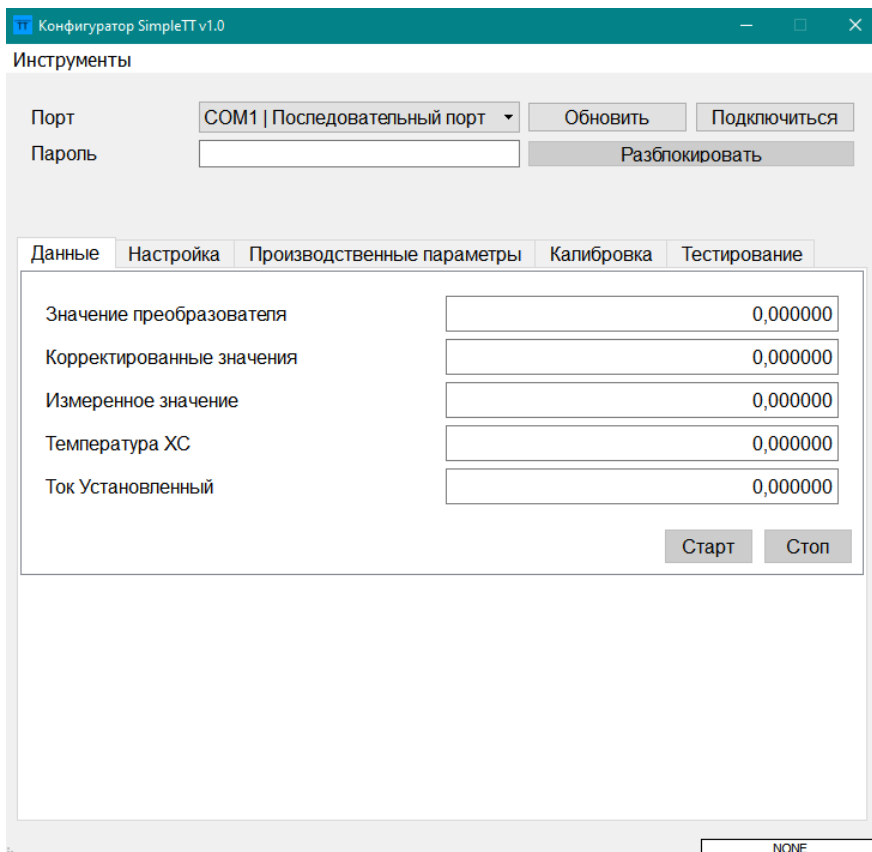 TT Конфигуратор SimpleTT v1.0
Инструменты
Порт COM1 | Последовательный порт Обновить Подключиться
Пароль Разблокировать
Данные Настройка Производственные параметры Калибровка Тестирование
Значение преобразователя 0,000000
Корректированные значения 0,000000
Измеренное значение 0,000000
Температура ХС 0,000000
Ток Установленный 0,000000
Старт Стоп
NONE